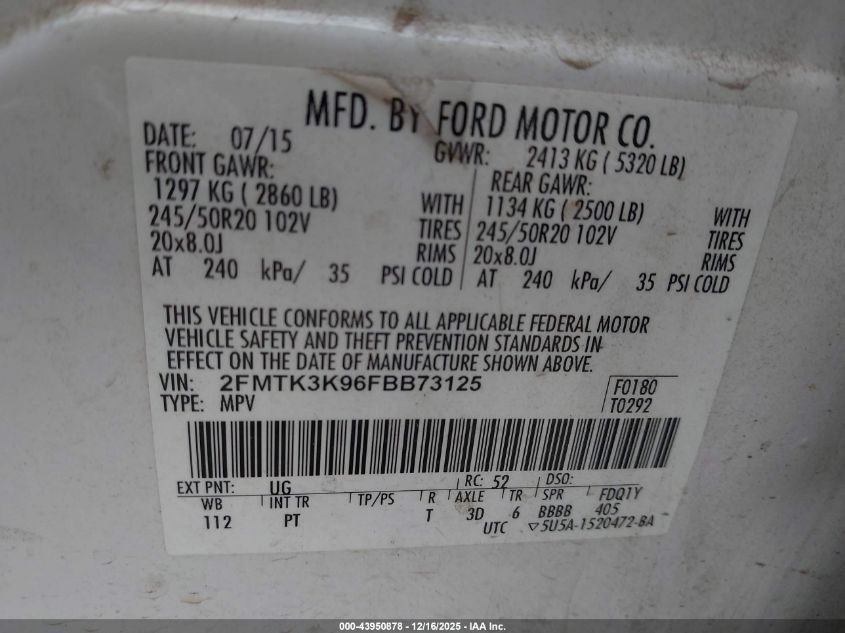 MFD. BY FORD MOTOR CO.
DATE: 07/15 GVWR: 2413 KG ( 5320 LB)
FRONT GAWR: REAR GAWR:
1297 KG ( 2860 LB) WITH 1134 KG ( 2500 LB) WITH
245/50R20 102V TIRES 245/50R20 102V TIRES
20x8.0J RIMS 20x8.0J RIMS
AT 240 kPa/ 35 PSI COLD AT 240 kPa/ 35 PSI COLD
THIS VEHICLE CONFORMS TO ALL APPLICABLE FEDERAL MOTOR
VEHICLE SAFETY AND THEFT PREVENTION STANDARDS IN
EFFECT ON THE DATE OF MANUFACTURE SHOWN ABOVE.
VIN: 2FMTK3K96FBB73125 F0180
TYPE: MPV T0292
EXT PNT: UG RC: 52 DSO:
WB INT TR TP/PS R AXLE TR SPR FDQ1Y
112 PT T 3D 6 BBBB 405
UTC ▽5U5A-1520472-BA
000-43950878 - 12/16/2025 - IAA Inc.